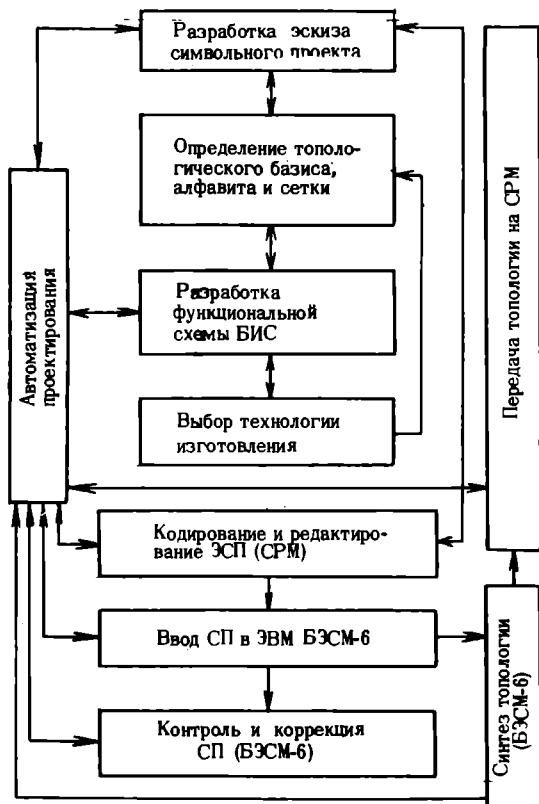 Разработка эскиза
символьного проекта
Определение тополо-
гического базиса,
алфавита и сетки
Разработка
функциональной
схемы БИС
Выбор технологии
изготовления
Автоматизация
проектирования
Передача топологии на СРМ
Кодирование и редактиро-
вание ЭСП (СРМ)
Ввод СП в ЭВМ БЭСМ-6
Контроль и коррекция
СП (БЭСМ-6)
Синтез топологии
(БЭСМ-6)